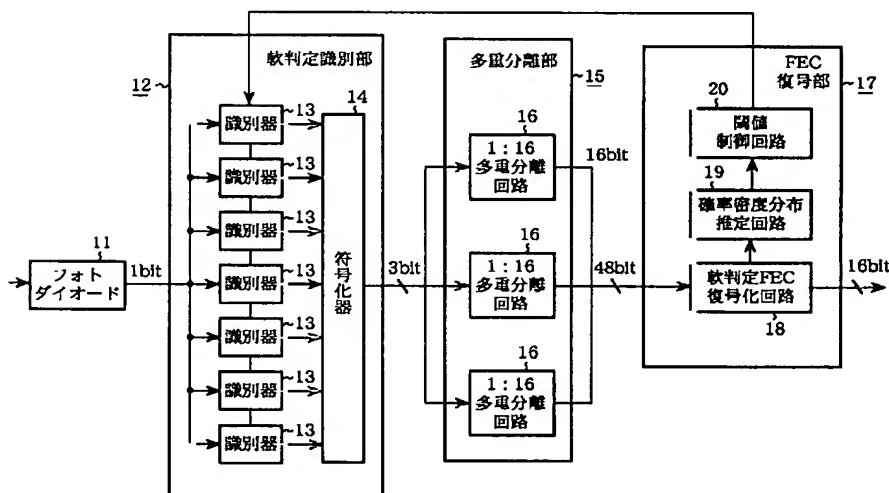 12
軟判定識別部
多重分離部
15
FEC
復号部
17
13
識別器
14
13
識別器
13
識別器
13
識別器
13
識別器
13
識別器
13
識別器
符号化器
11
フォト
ダイオード
1bit
3bit
16
1:16
多重分離
回路
16bit
16
1:16
多重分離
回路
48bit
16
1:16
多重分離
回路
20
閾値
制御回路
19
確率密度分布
推定回路
軟判定FEC
復号化回路
18
16bit